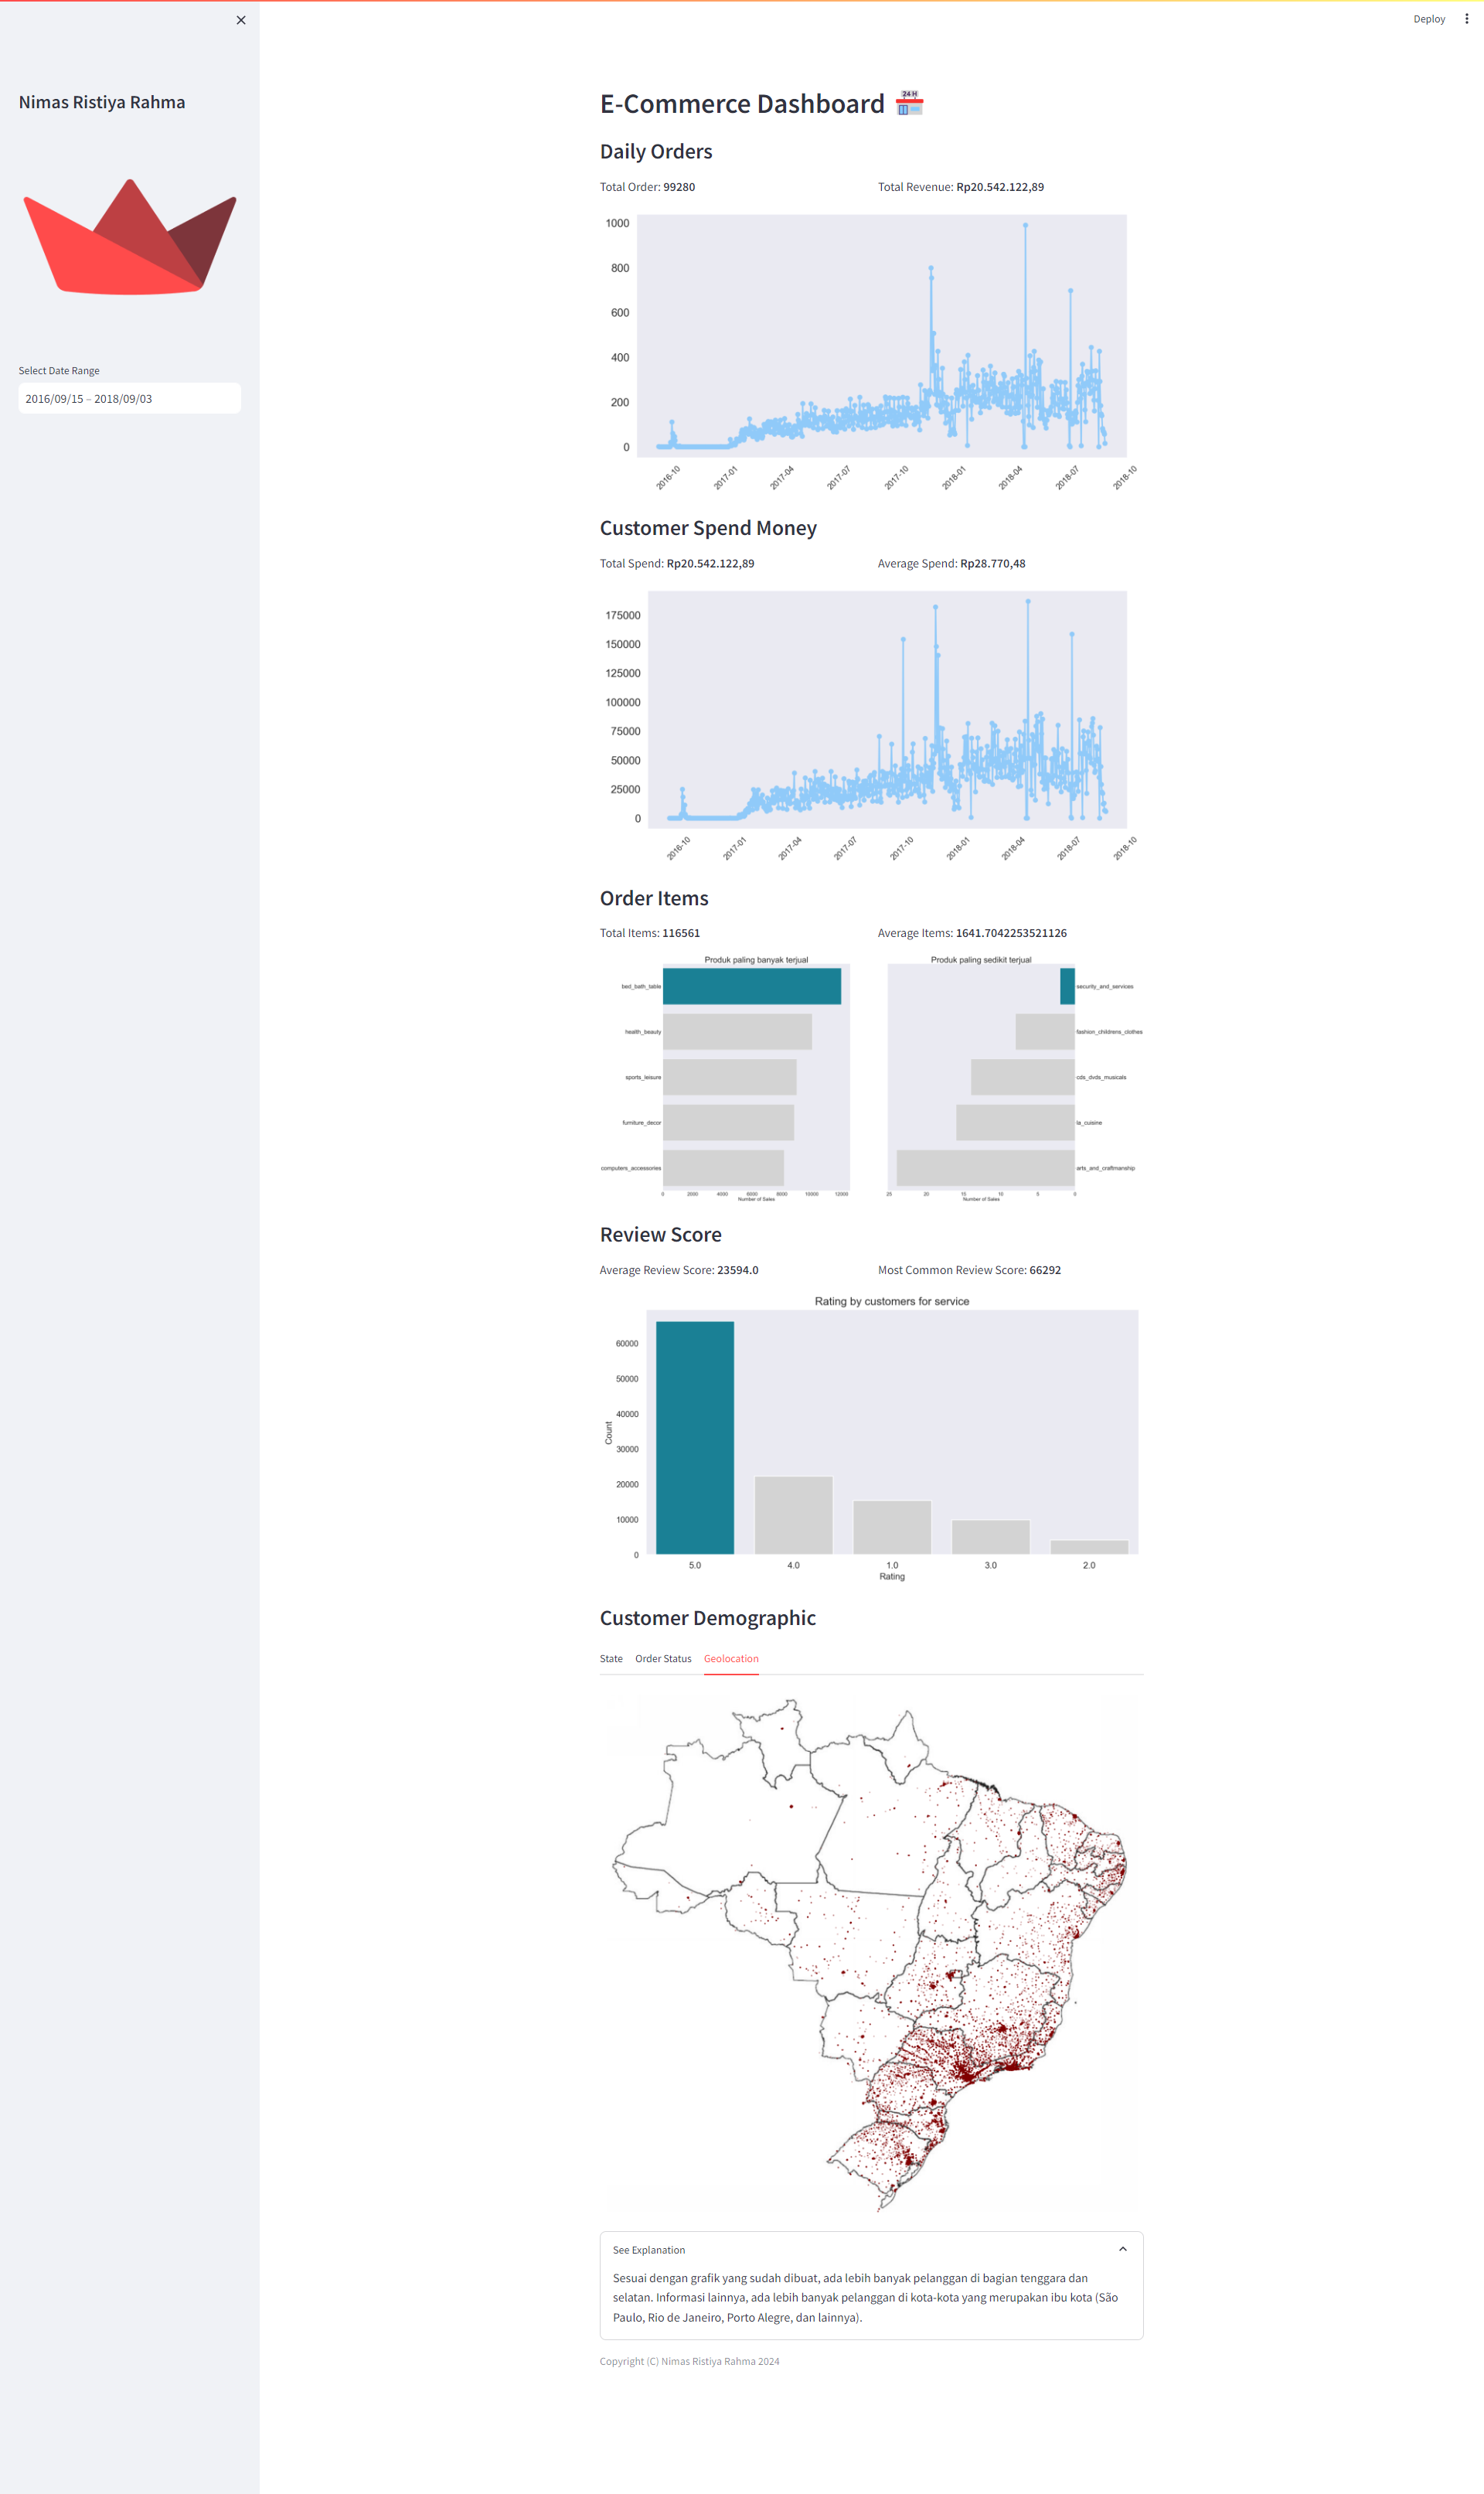 Deploy
Nimas Ristiya Rahma
Select Date Range
2016/09/15 – 2018/09/03
E-Commerce Dashboard
24 H
Daily Orders
Total Order: 99280
Total Revenue: Rp20.542.122,89
1000
800
600
400
200
0
2016-10
2017-01
2017-04
2017-07
2017-10
2018-01
2018-04
2018-07
2018-10
Customer Spend Money
Total Spend: Rp20.542.122,89
Average Spend: Rp28.770,48
175000
150000
125000
100000
75000
50000
25000
0
2016-10
2017-01
2017-04
2017-07
2017-10
2018-01
2018-04
2018-07
2018-10
Order Items
Total Items: 116561
Average Items: 1641.7042253521126
Produk paling banyak terjual
bed_bath_table
health_beauty
sports_leisure
furniture_decor
computers_accessories
0 2000 4000 6000 8000 10000 12000
Number of Sales
Produk paling sedikit terjual
security_and_services
fashion_childrens_clothes
cds_dvds_musicals
la_cuisine
arts_and_craftmanship
25 20 15 10 5 0
Number of Sales
Review Score
Average Review Score: 23594.0
Most Common Review Score: 66292
Rating by customers for service
Count
60000
50000
40000
30000
20000
10000
0
5.0 4.0 1.0 3.0 2.0
Rating
Customer Demographic
State Order Status Geolocation
See Explanation
Sesuai dengan grafik yang sudah dibuat, ada lebih banyak pelanggan di bagian tenggara dan
selatan. Informasi lainnya, ada lebih banyak pelanggan di kota-kota yang merupakan ibu kota (São
Paulo, Rio de Janeiro, Porto Alegre, dan lainnya).
Copyright (C) Nimas Ristiya Rahma 2024